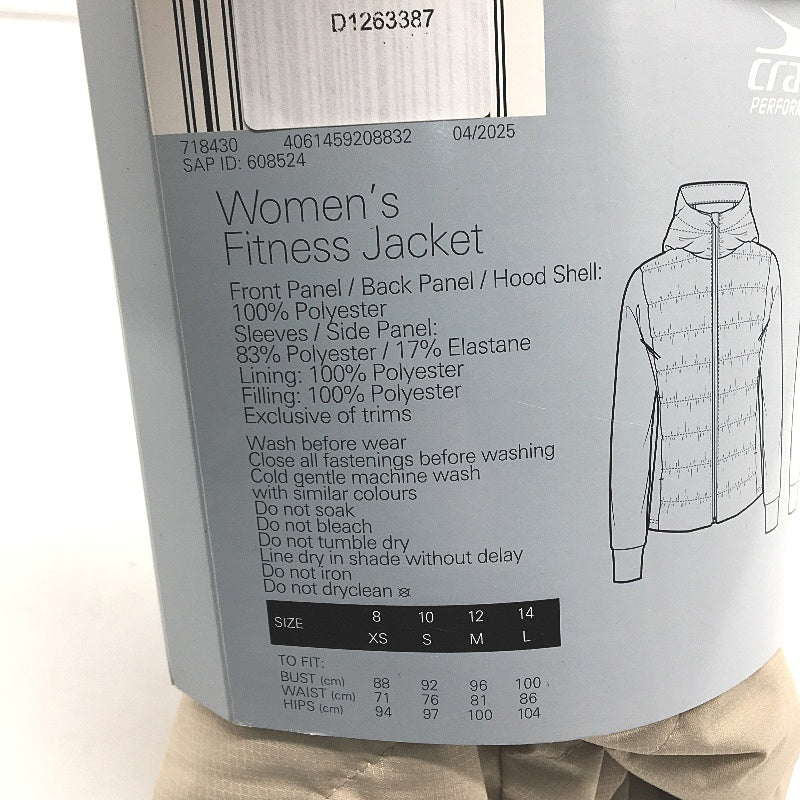 D1263387
718430 4061459208832 04/2025
SAP ID: 608524
Women's
Fitness Jacket
Front Panel / Back Panel / Hood Shell:
100% Polyester
Sleeves / Side Panel:
83% Polyester / 17% Elastane
Lining: 100% Polyester
Filling: 100% Polyester
Exclusive of trims
Wash before wear
Close all fastenings before washing
Cold gentle machine wash
with similar colours
Do not soak
Do not bleach
Do not tumble dry
Line dry in shade without delay
Do not iron
Do not dryclean
SIZE 8 10 12 14
XS S M L
TO FIT:
BUST (cm) 88 92 96 100
WAIST (cm) 71 76 81 86
HIPS (cm) 94 97 100 104